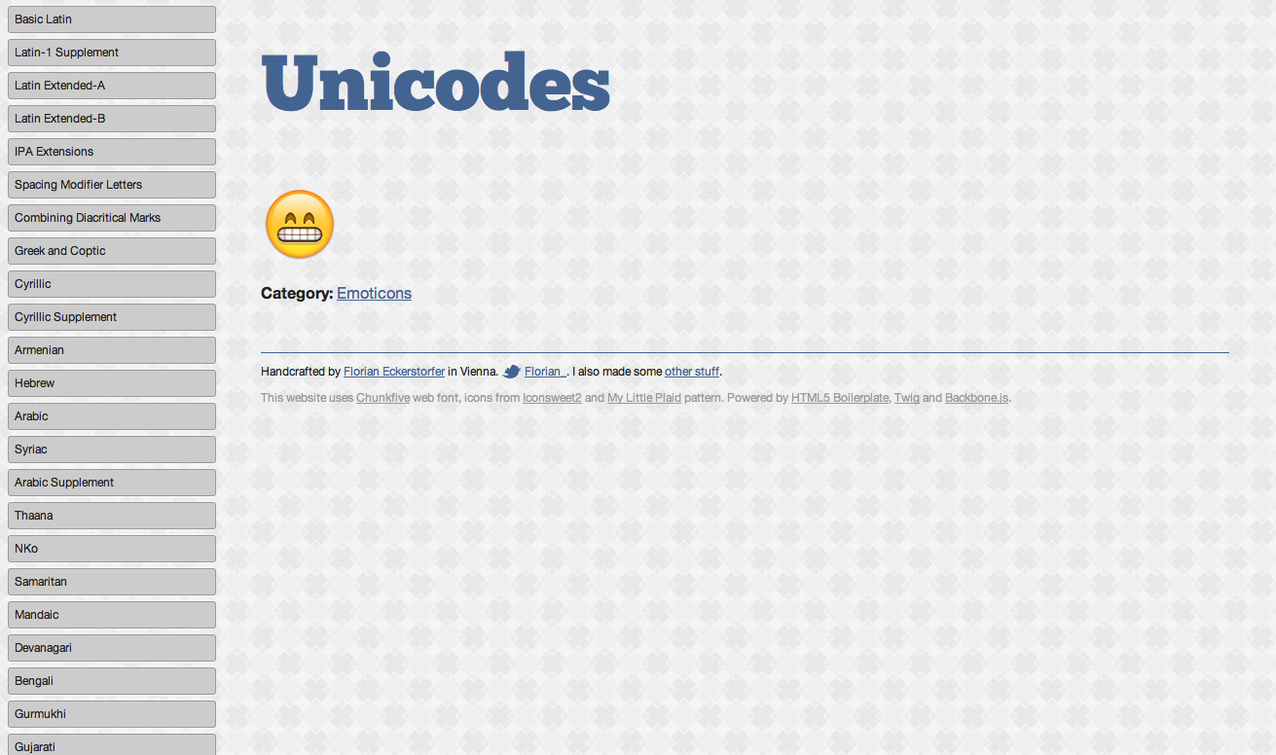 Basic Latin
Latin-1 Supplement
Latin Extended-A
Latin Extended-B
IPA Extensions
Spacing Modifier Letters
Combining Diacritical Marks
Greek and Coptic
Cyrillic
Cyrillic Supplement
Armenian
Hebrew
Arabic
Syriac
Arabic Supplement
Thaana
NKo
Samaritan
Mandaic
Devanagari
Bengali
Gurmukhi
Gujarati
Unicodes
😁
Category: Emoticons
Handcrafted by Florian Eckerstorfer in Vienna. Florian_. I also made some other stuff.
This website uses Chunkfive web font, icons from Iconsweet2 and My Little Plaid pattern. Powered by HTML5 Boilerplate, Twig and Backbone.js.